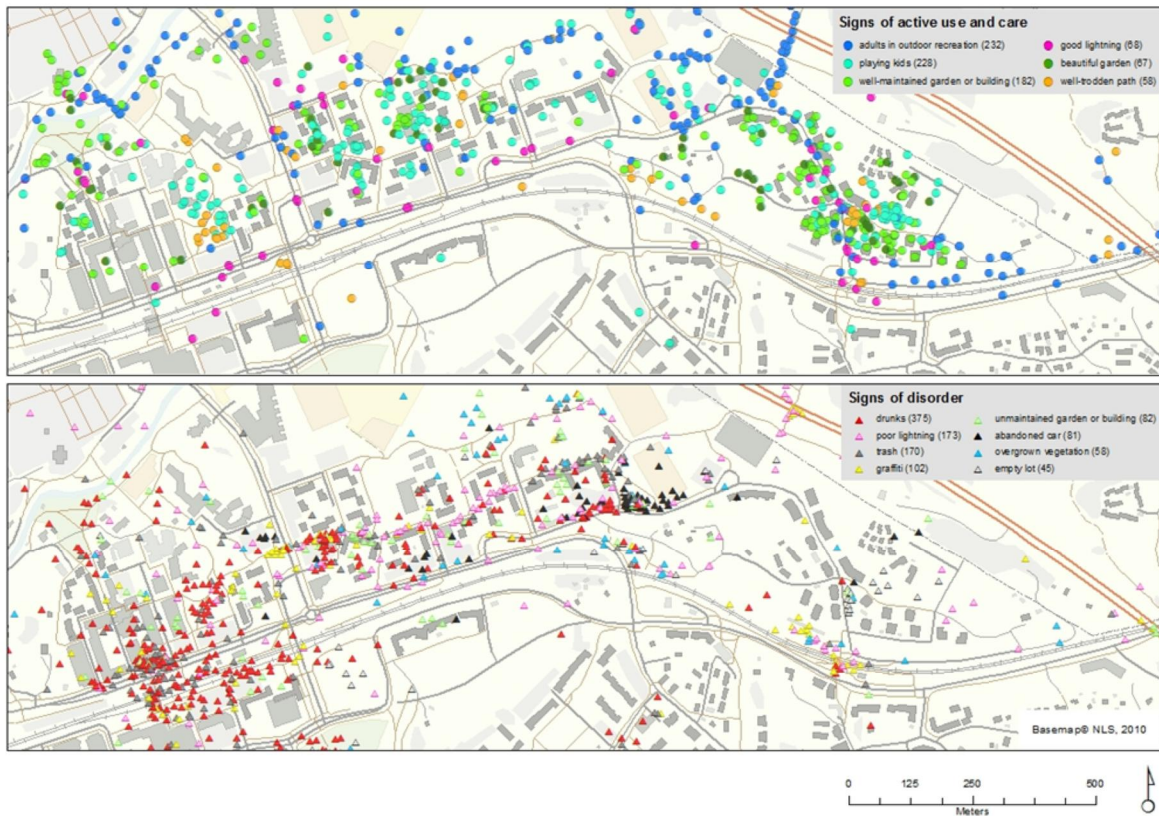 Signs of active use and care
adults in outdoor recreation (232)
good lightning (68)
playing kids (228)
beautiful garden (67)
well-maintained garden or building (182)
well-trodden path (58)
Signs of disorder
drunks (375)
unmaintained garden or building (82)
poor lightning (173)
abandoned car (81)
trash (170)
overgrown vegetation (58)
graffiti (102)
empty lot (45)
Basemap© NLS, 2010
0 125 250 500
Meters